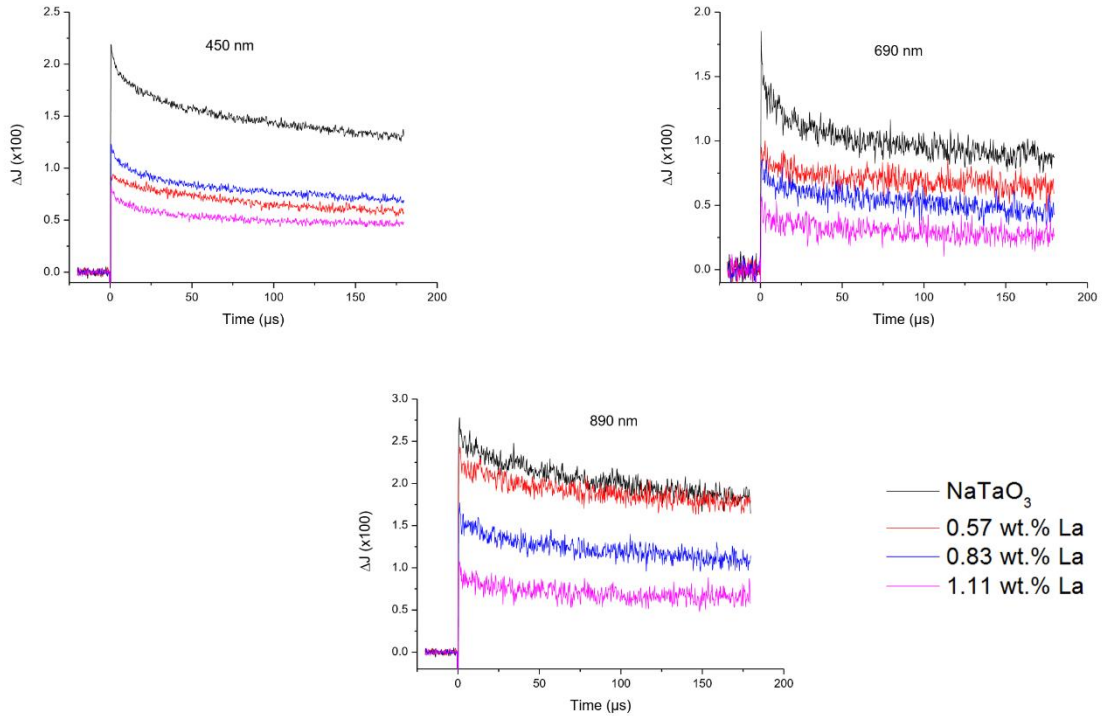 450 nm
ΔJ (x100)
2.5
2.0
1.5
1.0
0.5
0.0
0 50 100 150 200
Time (µs)
690 nm
ΔJ (x100)
2.0
1.5
1.0
0.5
0.0
0 50 100 150 200
Time (µs)
890 nm
ΔJ (x100)
3.0
2.5
2.0
1.5
1.0
0.5
0.0
0 50 100 150 200
Time (µs)
NaTaO₃
0.57 wt.% La
0.83 wt.% La
1.11 wt.% La